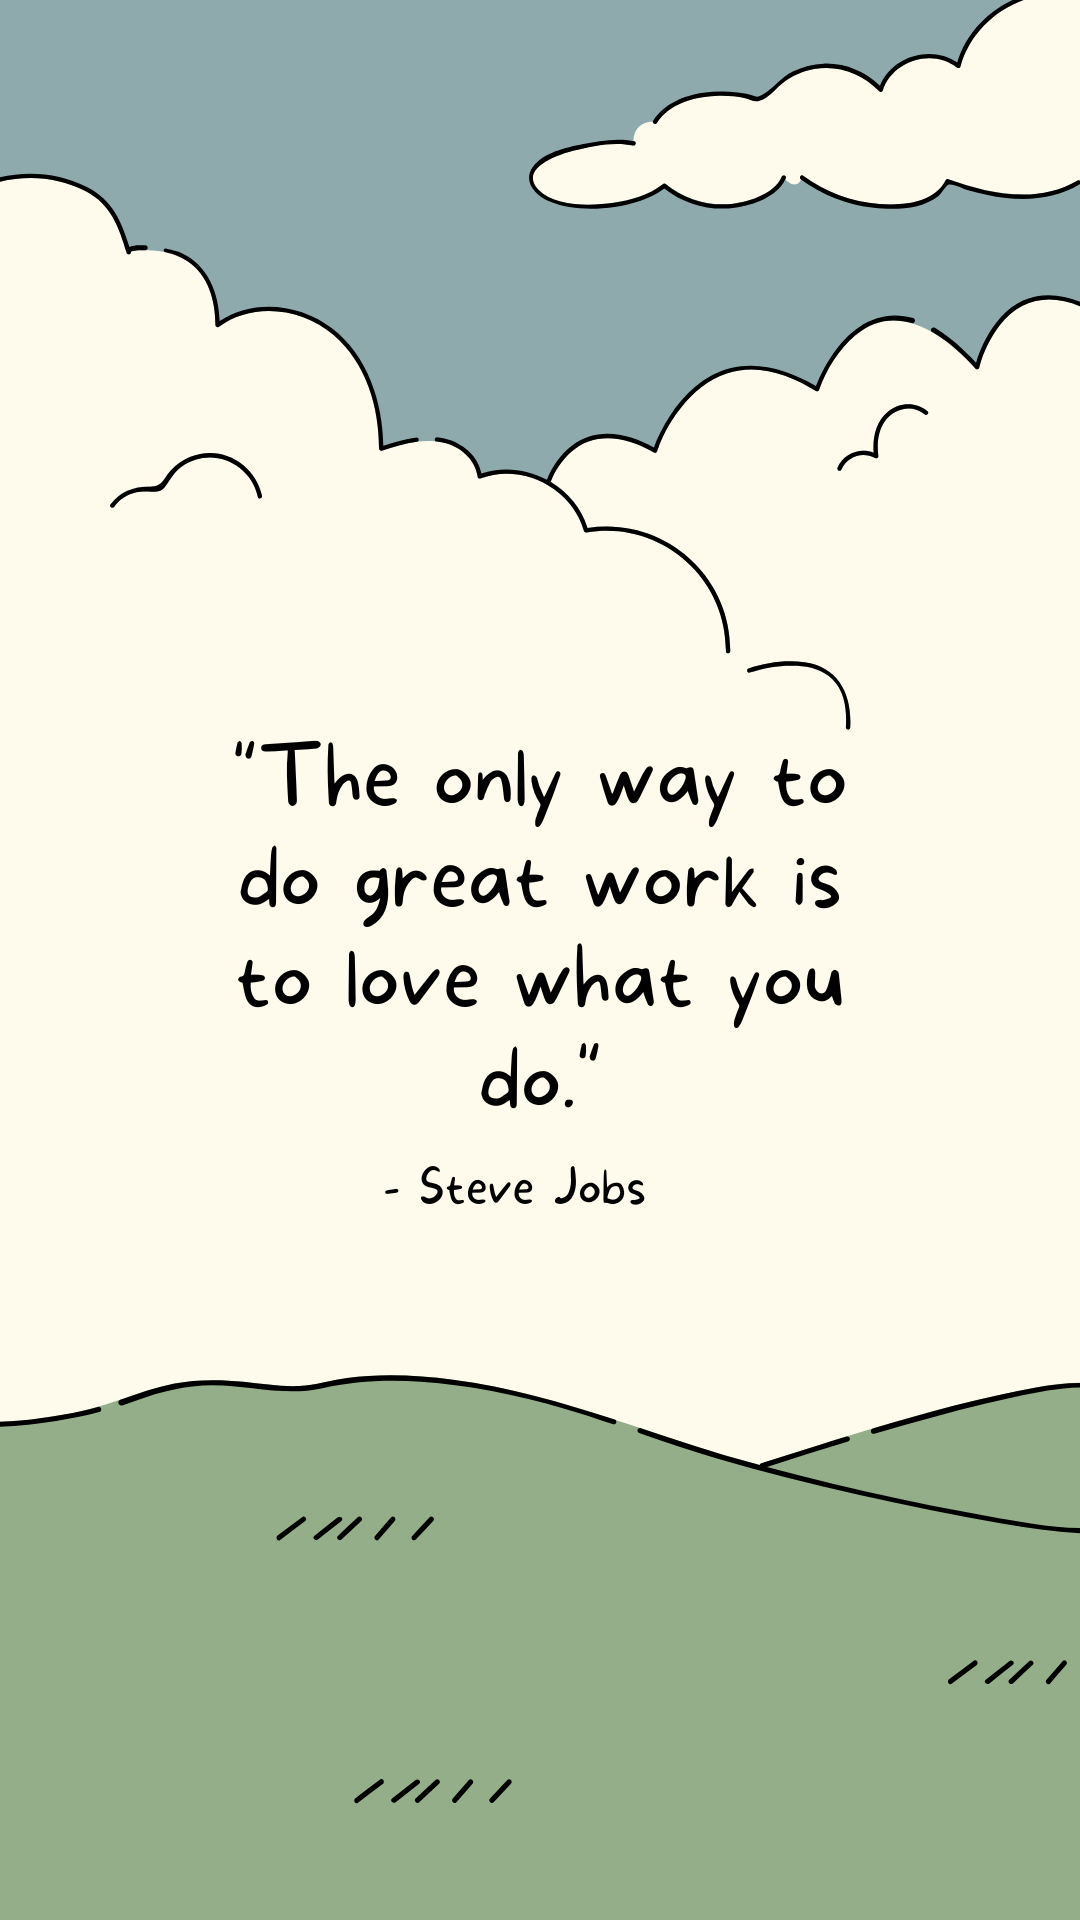 "The only way to
do great work is
to love what you
do."
- Steve Jobs